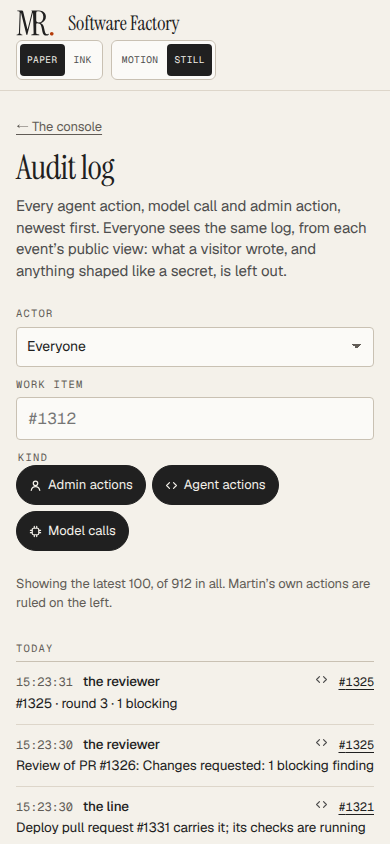 MR. Software Factory
PAPER INK MOTION STILL
← The console
Audit log
Every agent action, model call and admin action,
newest first. Everyone sees the same log, from each
event’s public view: what a visitor wrote, and
anything shaped like a secret, is left out.
ACTOR
Everyone
WORK ITEM
#1312
KIND
Admin actions Agent actions
Model calls
Showing the latest 100, of 912 in all. Martin’s own actions are
ruled on the left.
TODAY
15:23:31 the reviewer #1325
#1325 · round 3 · 1 blocking
15:23:30 the reviewer #1325
Review of PR #1326: Changes requested: 1 blocking finding
15:23:30 the line #1321
Deploy pull request #1331 carries it; its checks are running